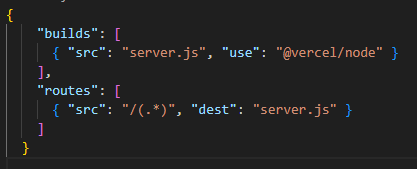 {
"builds": [
{ "src": "server.js", "use": "@vercel/node" }
],
"routes": [
{ "src": "/(.*)", "dest": "server.js" }
]
}